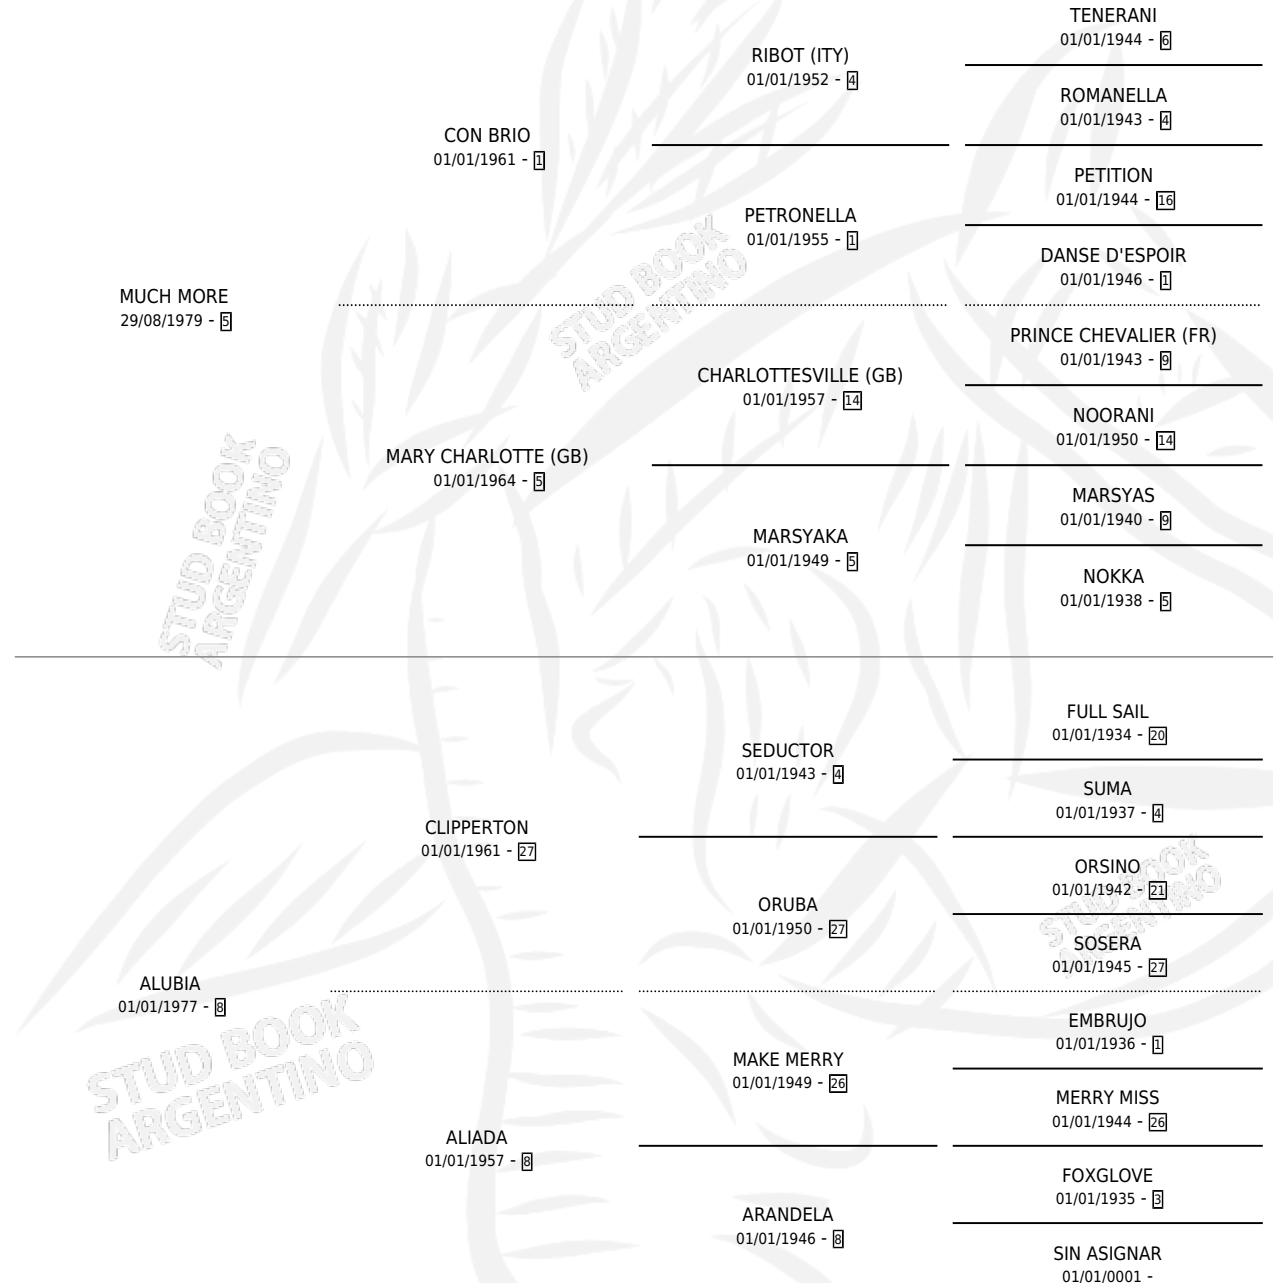 TENERANI
01/01/1944 - 6
RIBOT (ITY)
01/01/1952 - 4
ROMANELLA
01/01/1943 - 4
CON BRIO
01/01/1961 - 1
PETITION
01/01/1944 - 16
PETRONELLA
01/01/1955 - 1
DANSE D'ESPOIR
01/01/1946 - 1
MUCH MORE
29/08/1979 - 5
PRINCE CHEVALIER (FR)
01/01/1943 - 9
CHARLOTTESVILLE (GB)
01/01/1957 - 14
NOORANI
01/01/1950 - 14
MARY CHARLOTTE (GB)
01/01/1964 - 5
MARSYAS
01/01/1940 - 9
MARSYAKA
01/01/1949 - 5
NOKKA
01/01/1938 - 5
STUD BOOK
ARGENTINO
STUD BOOK
ARGENTINO
FULL SAIL
01/01/1934 - 20
SEDUCTOR
01/01/1943 - 4
SUMA
01/01/1937 - 4
CLIPPERTON
01/01/1961 - 27
ORSINO
01/01/1942 - 21
ORUBA
01/01/1950 - 27
SOSERA
01/01/1945 - 27
ALUBIA
01/01/1977 - 8
EMBRUJO
01/01/1936 - 1
MAKE MERRY
01/01/1949 - 26
MERRY MISS
01/01/1944 - 26
ALIADA
01/01/1957 - 8
FOXGLOVE
01/01/1935 - 3
ARANDELA
01/01/1946 - 8
SIN ASIGNAR
01/01/0001 -
STUD BOOK
ARGENTINO
STUD BOOK
ARGENTINO